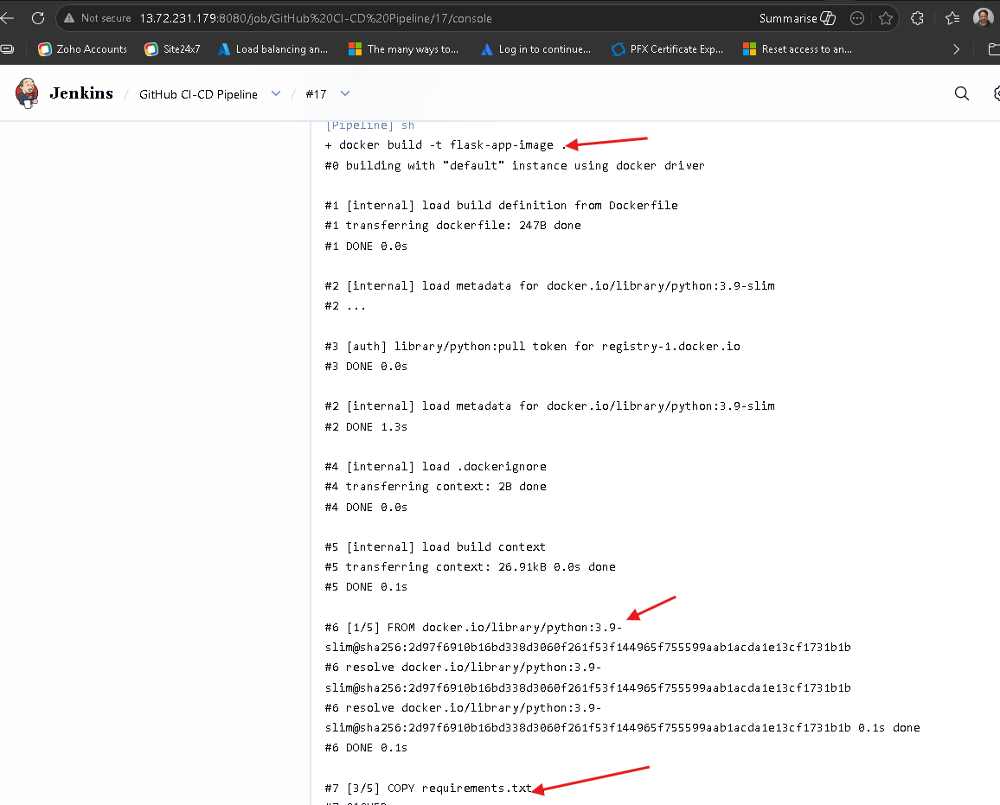 Not secure 13.72.231.179:8080/job/GitHub%20CI-CD%20Pipeline/17/console Summarise
Zoho Accounts Site24x7 Load balancing an... The many ways to... Log in to continue... PFX Certificate Exp... Reset access to an...
Jenkins / GitHub CI-CD Pipeline / #17
[Pipeline] sh
+ docker build -t flask-app-image .
#0 building with "default" instance using docker driver
#1 [internal] load build definition from Dockerfile
#1 transferring dockerfile: 247B done
#1 DONE 0.0s
#2 [internal] load metadata for docker.io/library/python:3.9-slim
#2 ...
#3 [auth] library/python:pull token for registry-1.docker.io
#3 DONE 0.0s
#2 [internal] load metadata for docker.io/library/python:3.9-slim
#2 DONE 1.3s
#4 [internal] load .dockerignore
#4 transferring context: 2B done
#4 DONE 0.0s
#5 [internal] load build context
#5 transferring context: 26.91kB 0.0s done
#5 DONE 0.1s
#6 [1/5] FROM docker.io/library/python:3.9-
slim@sha256:2d97f6910b16bd338d3060f261f53f144965f755599aab1acda1e13cf1731b1b
#6 resolve docker.io/library/python:3.9-
slim@sha256:2d97f6910b16bd338d3060f261f53f144965f755599aab1acda1e13cf1731b1b
#6 resolve docker.io/library/python:3.9-
slim@sha256:2d97f6910b16bd338d3060f261f53f144965f755599aab1acda1e13cf1731b1b 0.1s done
#6 DONE 0.1s
#7 [3/5] COPY requirements.txt